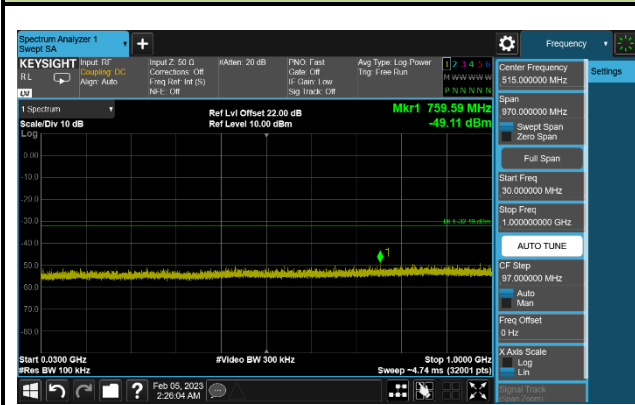 Spectrum Analyzer 1
Swept SA
+
Frequency
KEYSIGHT
Input: RF
Input Z: 50 Ω
#Atten: 20 dB
PNO: Fast
Avg Type: Log-Power
1 2 3 4 5 6
RL
Coupling: DC
Corrections: Off
Gate: Off
Trig: Free Run
M W W W W W
Align: Auto
Freq Ref: Int (S)
IF Gain: Low
LW
NFE: Off
Sig Track: Off
P N N N N N
1 Spectrum
Ref Lvl Offset 22.00 dB
Mkr1 759.59 MHz
Scale/Div 10 dB
Ref Level 10.00 dBm
-49.11 dBm
Log
0.00
-10.0
-20.0
-30.0
DL1 -32.19 dBm
-40.0
1
-50.0
-60.0
-70.0
-80.0
Start 0.0300 GHz
#Video BW 300 kHz
Stop 1.0000 GHz
#Res BW 100 kHz
Sweep ~4.74 ms (32001 pts)
Feb 05, 2023
2:26:04 AM
?
Center Frequency
515.000000 MHz
Settings
Span
970.000000 MHz
Swept Span
Zero Span
Full Span
Start Freq
30.000000 MHz
Stop Freq
1.000000000 GHz
AUTO TUNE
CF Step
97.000000 MHz
Auto
Man
Freq Offset
0 Hz
X Axis Scale
Log
Lin
Signal Track
(Span Zoom)